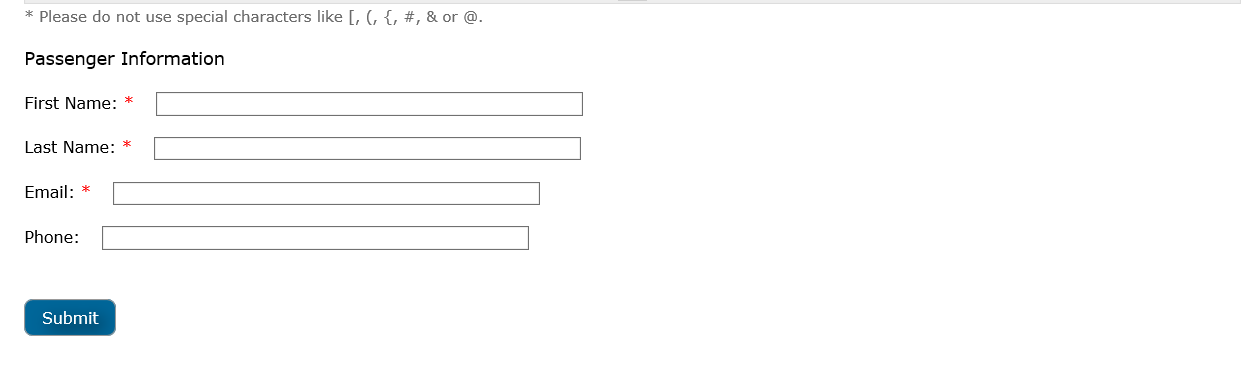 * Please do not use special characters like [, (, {, #, & or @.
Passenger Information
First Name: *
Last Name: *
Email: *
Phone:
Submit